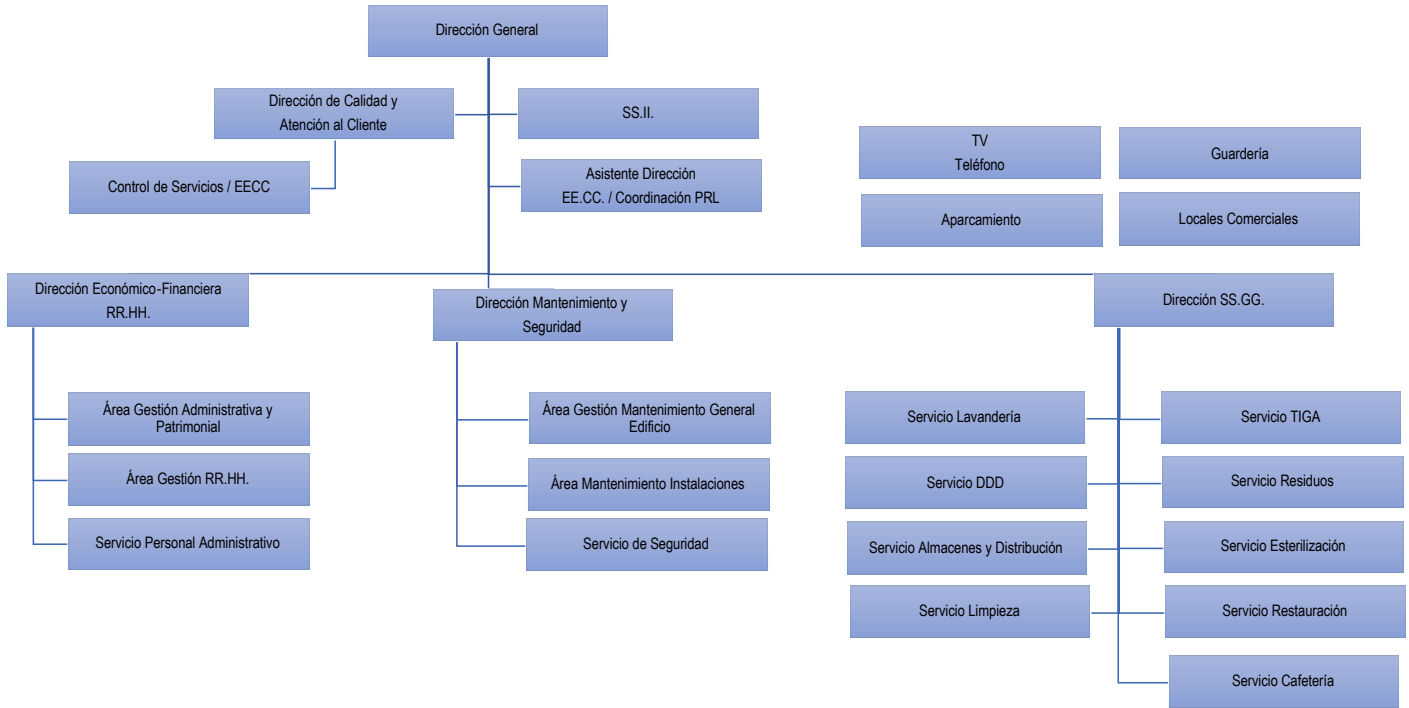 Dirección General
Dirección de Calidad y
Atención al Cliente
SS.II.
Control de Servicios / EECC
Asistente Dirección
EE.CC. / Coordinación PRL
TV
Teléfono
Guardería
Aparcamiento
Locales Comerciales
Dirección Económico-Financiera
RR.HH.
Dirección Mantenimiento y
Seguridad
Dirección SS.GG.
Área Gestión Administrativa y
Patrimonial
Área Gestión RR.HH.
Servicio Personal Administrativo
Área Gestión Mantenimiento General
Edificio
Área Mantenimiento Instalaciones
Servicio de Seguridad
Servicio Lavandería
Servicio TIGA
Servicio DDD
Servicio Residuos
Servicio Almacenes y Distribución
Servicio Esterilización
Servicio Limpieza
Servicio Restauración
Servicio Cafetería